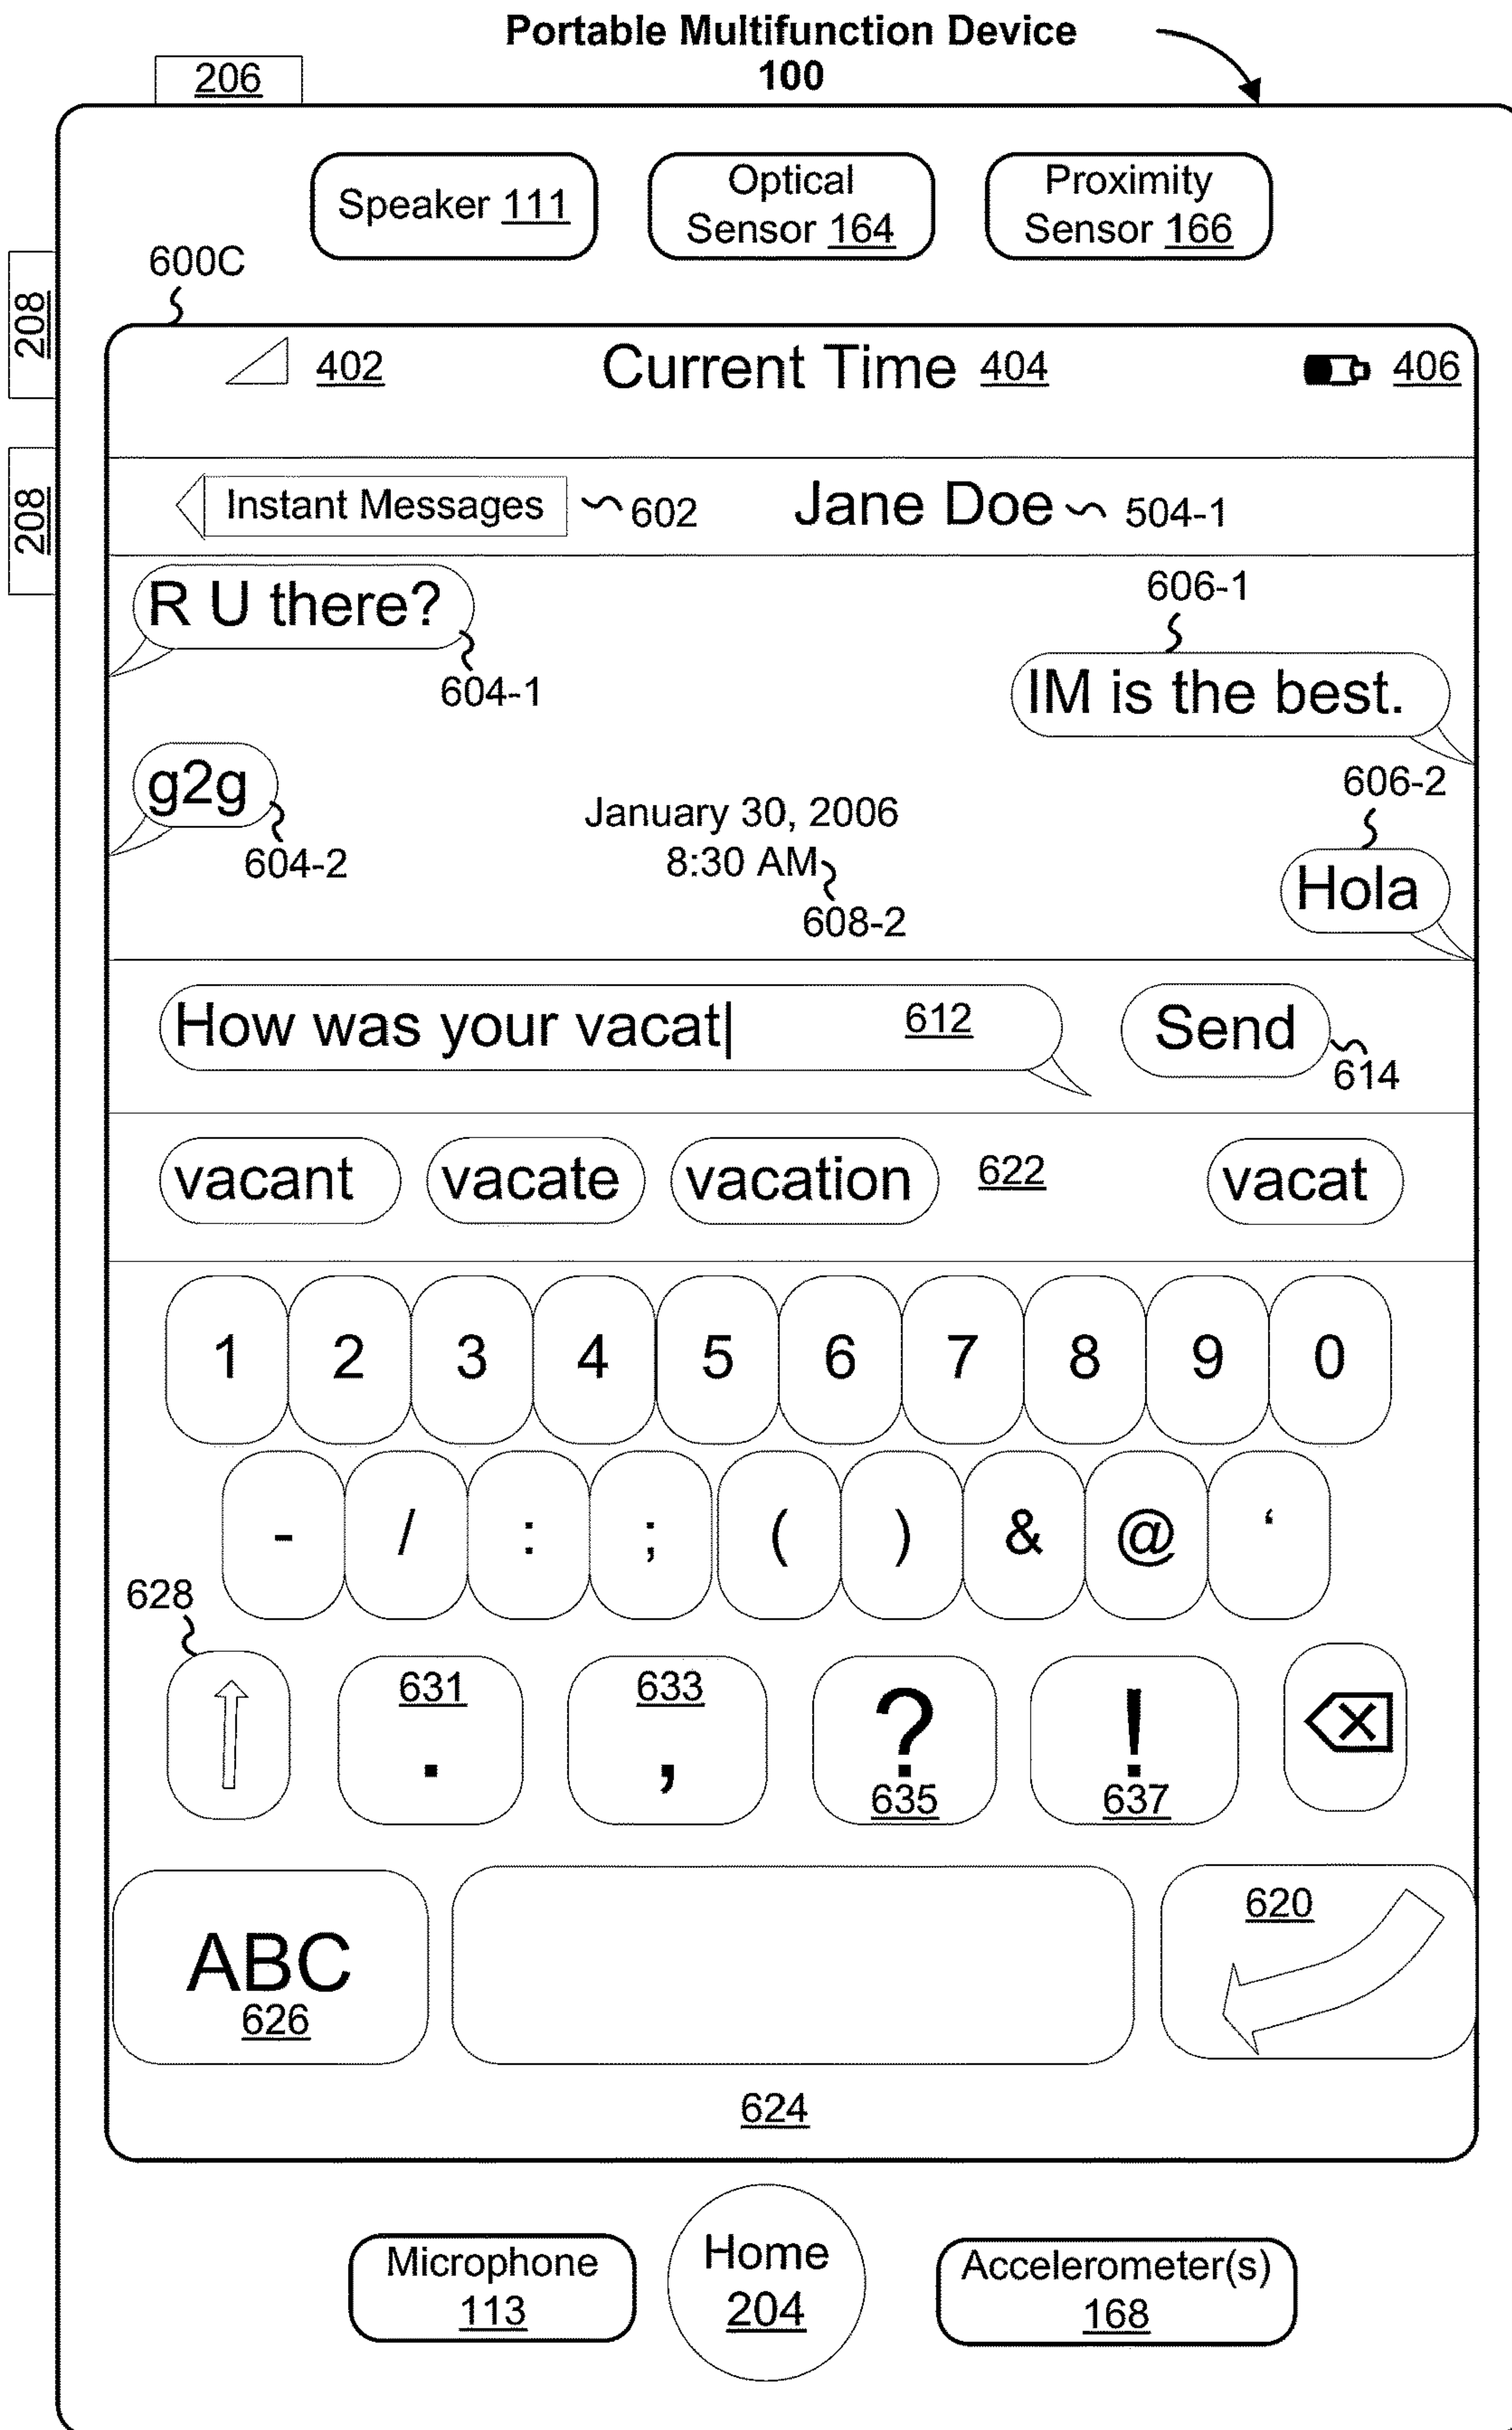 Portable Multifunction Device
100
206
Speaker 111
Optical
Sensor 164
Proximity
Sensor 166
600C
208
402 Current Time 404 406
208
Instant Messages 602 Jane Doe 504-1
R U there?
606-1
604-1
IM is the best.
g2g
606-2
January 30, 2006
604-2
8:30 AM
Hola
608-2
How was your vacat| 612 Send
614
vacant vacate vacation 622 vacat
1 2 3 4 5 6 7 8 9 0
- / : ; ( ) & @ ‘
628
631 633
. , ? !
635 637
620
ABC
626
624
Microphone
113
Home
204
Accelerometer(s)
168